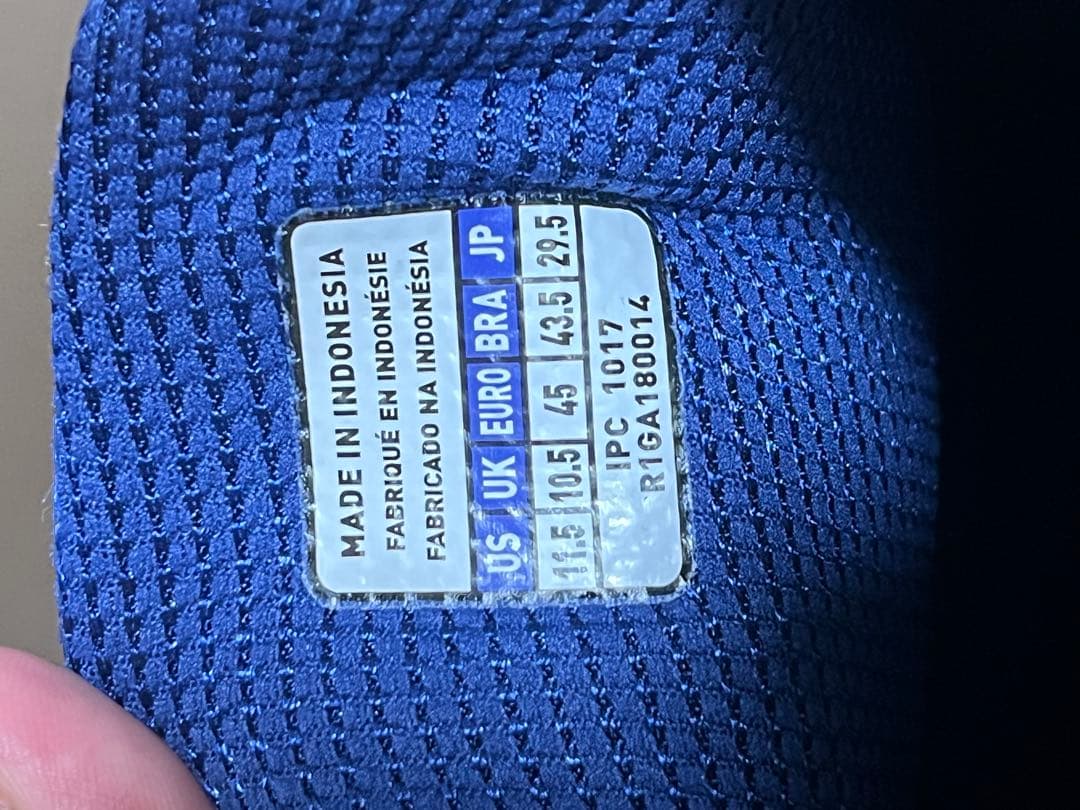 MADE IN INDONESIA
FABRIQUÉ EN INDONÉSIE
FABRICADO NA INDONÉSIA
US UK EURO BRA JP
11.5 10.5 45 43.5 29.5
IPC 1017
R1GA180014